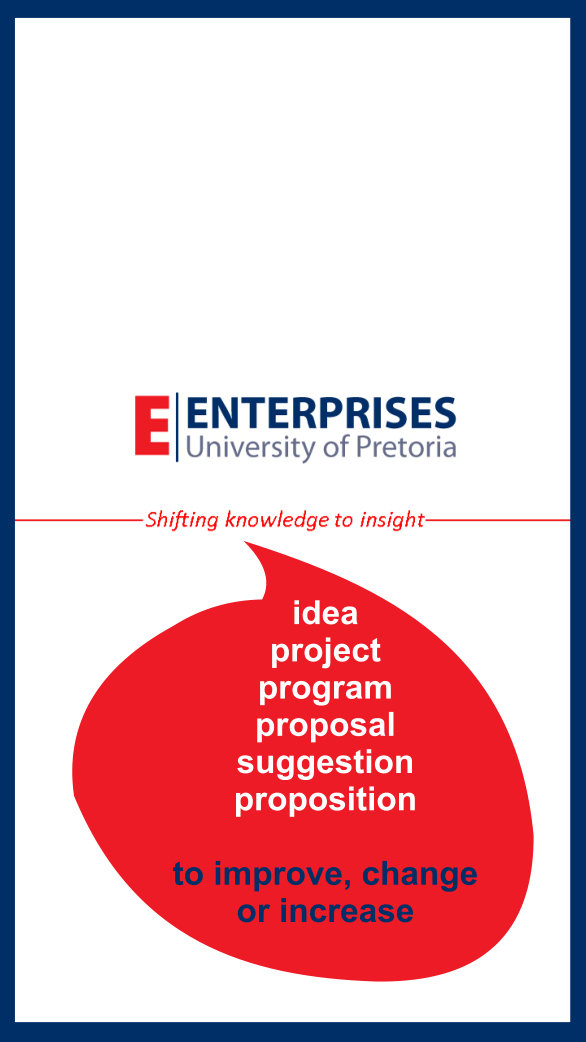 E ENTERPRISES
University of Pretoria
Shifting knowledge to insight
idea
project
program
proposal
suggestion
proposition
to improve, change
or increase